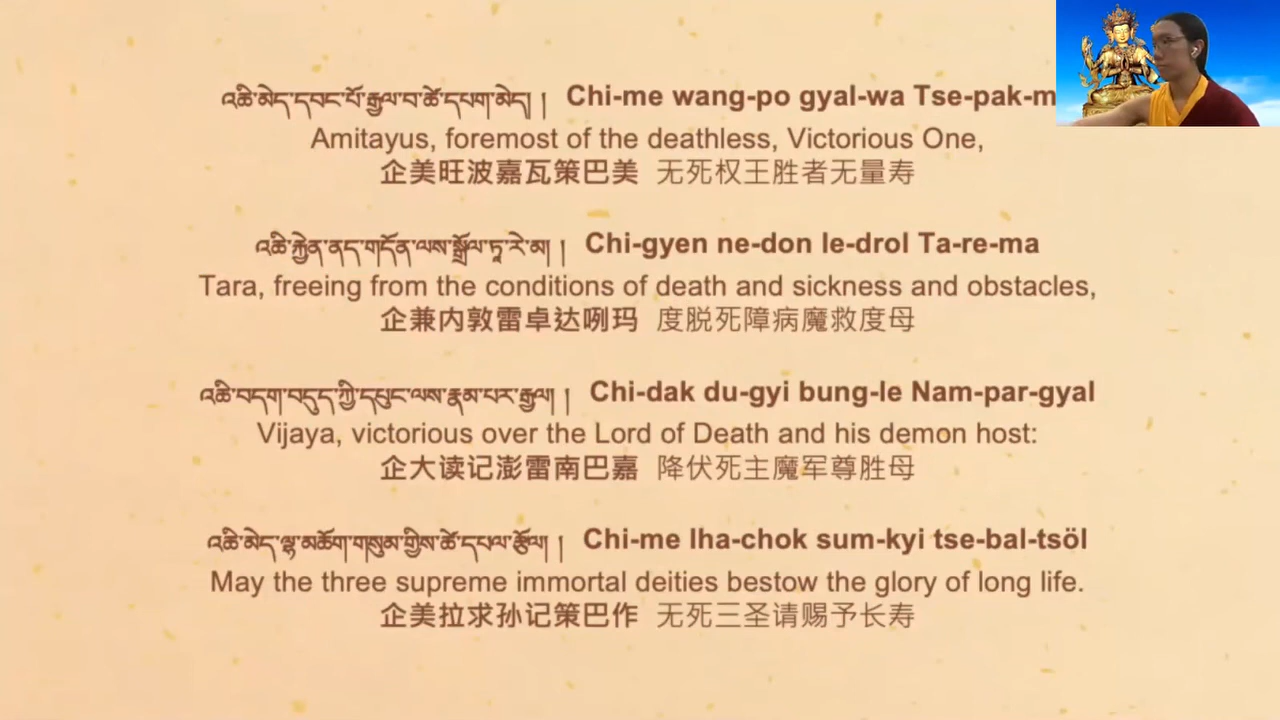 འཆི་མེད་དབང་པོ་རྒྱལ་བ་ཚེ་དཔག་མེད། ། Chi-me wang-po gyal-wa Tse-pak-m
Amitayus, foremost of the deathless, Victorious One,
企美旺波嘉瓦策巴美 无死权王胜者无量寿
འཆི་རྐྱེན་ནད་གདོན་ལས་སྒྲོལ་ཏཱ་རེ་མ། ། Chi-gyen ne-don le-drol Ta-re-ma
Tara, freeing from the conditions of death and sickness and obstacles,
企兼内敦雷卓达咧玛 度脱死障病魔救度母
འཆི་བདག་བདུད་ཀྱི་དཔུང་ལས་རྣམ་པར་རྒྱལ། ། Chi-dak du-gyi bung-le Nam-par-gyal
Vijaya, victorious over the Lord of Death and his demon host:
企大读记澎雷南巴嘉 降伏死主魔军尊胜母
འཆི་མེད་ལྷ་མཆོག་གསུམ་གྱིས་ཚེ་དཔལ་རྩོལ། ། Chi-me lha-chok sum-kyi tse-bal-tsöl
May the three supreme immortal deities bestow the glory of long life.
企美拉求孙记策巴作 无死三圣请赐予长寿